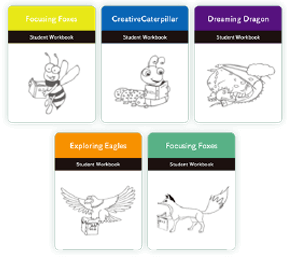 Focusing Foxes
Student Workbook
CreativeCaterpillar
Student Workbook
Dreaming Dragon
Student Workbook
Exploring Eagles
Student Workbook
Focusing Foxes
Student Workbook